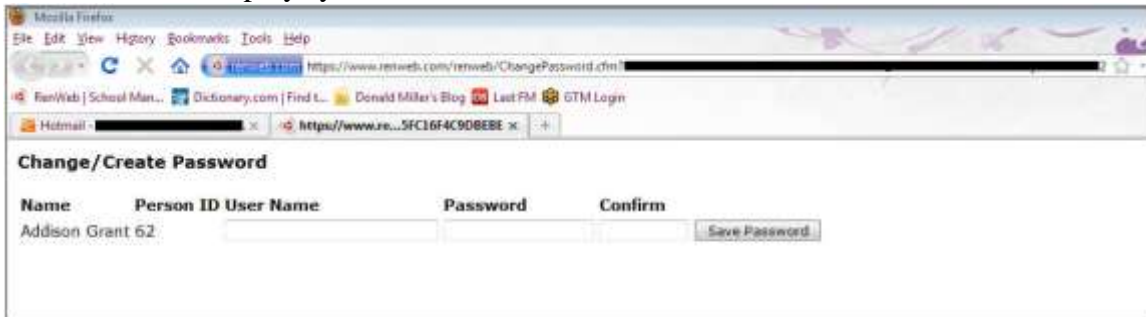 Mozilla Firefox
File Edit View History Bookmarks Tools Help
renweb.com https://www.renweb.com/renweb/ChangePassword.cfm?
RenWeb | School Man... Dictionary.com | Find t... Donald Miller's Blog Last FM GTM Login
Hotmail - https://www.re...5FC16F4C9DBEBE
Change/Create Password
Name Person ID User Name Password Confirm
Addison Grant 62 Save Password